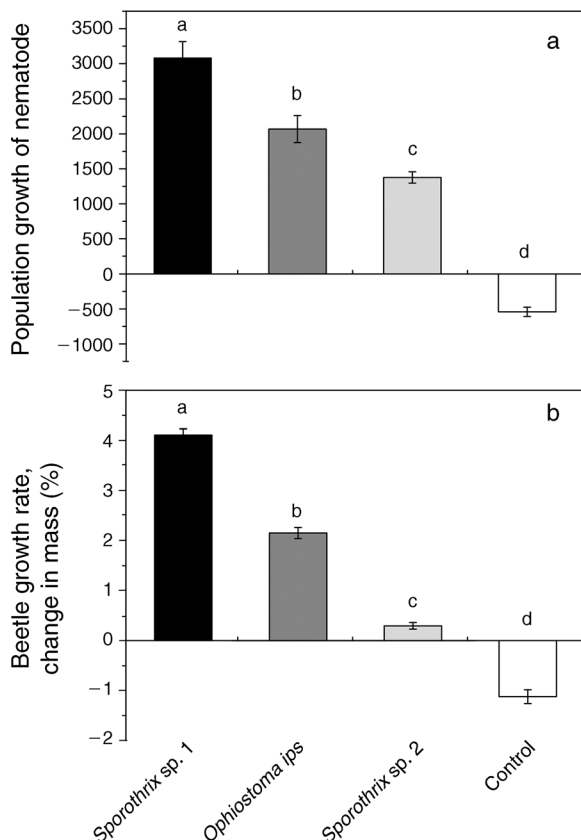 a
Population growth of nematode
3500
3000
2500
2000
1500
1000
500
0
−500
−1000
a
b
c
d
b
Beetle growth rate,
change in mass (%)
5
4
3
2
1
0
−1
−2
a
b
c
d
Sporothrix sp. 1
Ophiostoma ips
Sporothrix sp. 2
Control